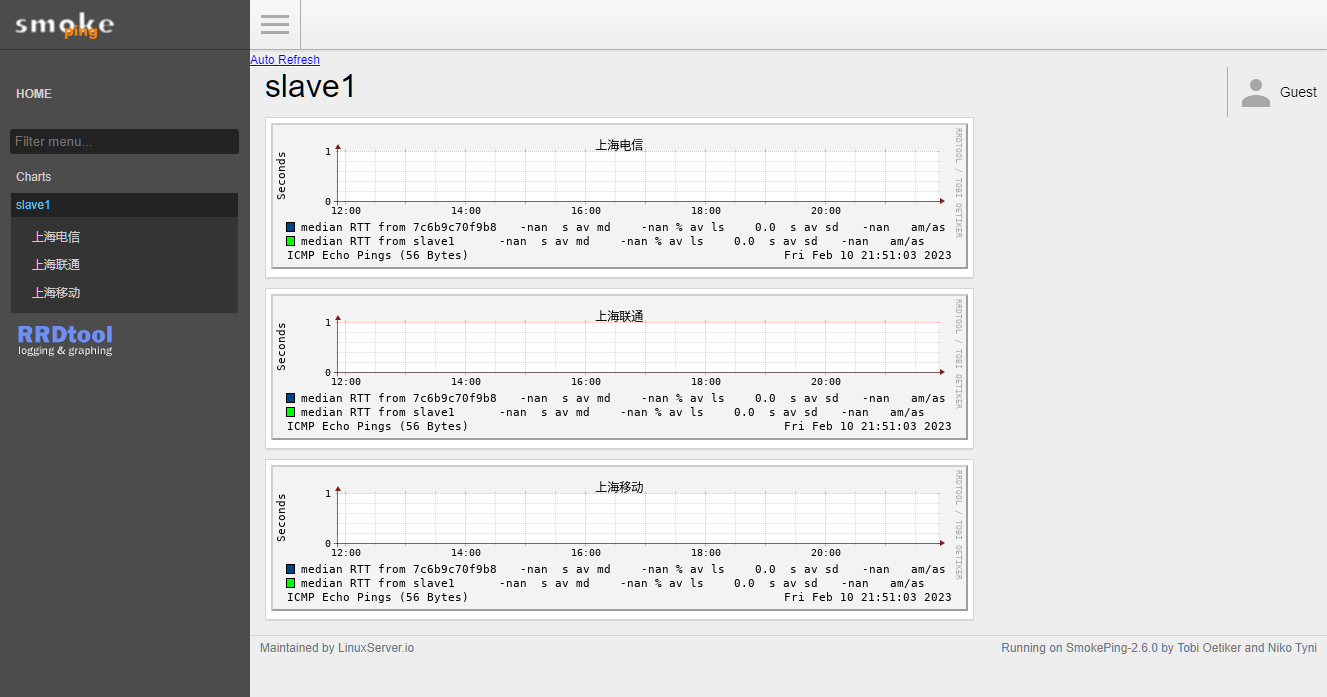 smoke
ping
HOME
Filter menu...
Charts
slave1
上海电信
上海联通
上海移动
RRDtool
logging & graphing
Auto Refresh
slave1
Guest
上海电信
RRDTOOL / TOBI OETIKER
Seconds
1
0
12:00 14:00 16:00 18:00 20:00
median RTT from 7c6b9c70f9b8 -nan s av md -nan % av ls 0.0 s av sd -nan am/as
median RTT from slave1 -nan s av md -nan % av ls 0.0 s av sd -nan am/as
ICMP Echo Pings (56 Bytes) Fri Feb 10 21:51:03 2023
上海联通
RRDTOOL / TOBI OETIKER
Seconds
1
0
12:00 14:00 16:00 18:00 20:00
median RTT from 7c6b9c70f9b8 -nan s av md -nan % av ls 0.0 s av sd -nan am/as
median RTT from slave1 -nan s av md -nan % av ls 0.0 s av sd -nan am/as
ICMP Echo Pings (56 Bytes) Fri Feb 10 21:51:03 2023
上海移动
RRDTOOL / TOBI OETIKER
Seconds
1
0
12:00 14:00 16:00 18:00 20:00
median RTT from 7c6b9c70f9b8 -nan s av md -nan % av ls 0.0 s av sd -nan am/as
median RTT from slave1 -nan s av md -nan % av ls 0.0 s av sd -nan am/as
ICMP Echo Pings (56 Bytes) Fri Feb 10 21:51:03 2023
Maintained by LinuxServer.io
Running on SmokePing-2.6.0 by Tobi Oetiker and Niko Tyni